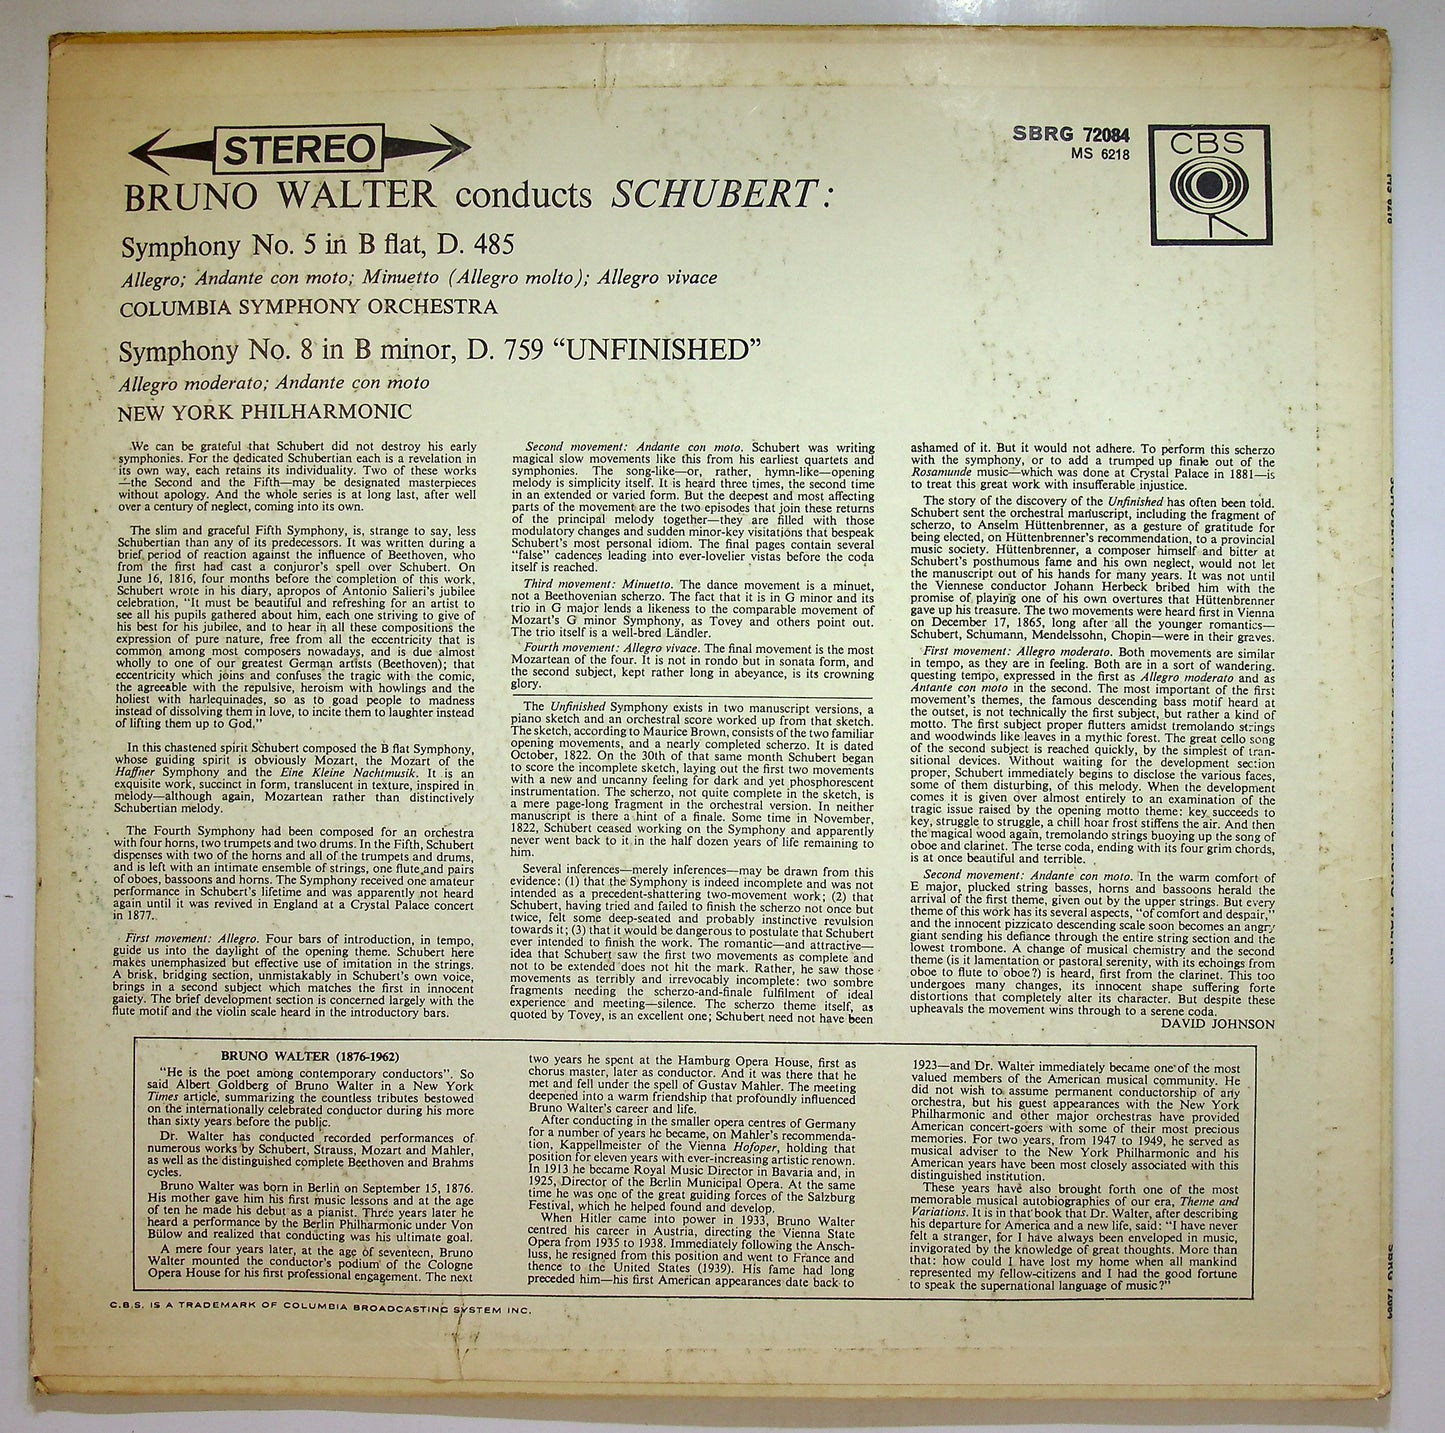 STEREO
SBRG 72084
MS 6218
CBS
BRUNO WALTER conducts SCHUBERT:
Symphony No. 5 in B flat, D. 485
Allegro; Andante con moto; Minuetto (Allegro molto); Allegro vivace
COLUMBIA SYMPHONY ORCHESTRA
Symphony No. 8 in B minor, D. 759 “UNFINISHED”
Allegro moderato; Andante con moto
NEW YORK PHILHARMONIC
We can be grateful that Schubert did not destroy his early
symphonies. For the dedicated Schubertian each is a revelation in
its own way, each retains its individuality. Two of these works
—the Second and the Fifth—may be designated masterpieces
without apology. And the whole series is at long last, after well
over a century of neglect, coming into its own.
The slim and graceful Fifth Symphony, is, strange to say, less
Schubertian than any of its predecessors. It was written during a
brief period of reaction against the influence of Beethoven, who
from the first had cast a conjuror's spell over Schubert. On
June 16, 1816, four months before the completion of this work,
Schubert wrote in his diary, apropos of Antonio Salieri's jubilee
celebration, “It must be beautiful and refreshing for an artist to
see all his pupils gathered about him, each one striving to give of
his best for his jubilee, and to hear in all these compositions the
expression of pure nature, free from all the eccentricity that is
common among most composers nowadays, and is due almost
wholly to one of our greatest German artists (Beethoven); that
eccentricity which joins and confuses the tragic with the comic,
the agreeable with the repulsive, heroism with howlings and the
holiest with harlequinades, so as to goad people to madness
instead of dissolving them in love, to incite them to laughter instead
of lifting them up to God.”
In this chastened spirit Schubert composed the B flat Symphony,
whose guiding spirit is obviously Mozart, the Mozart of the
Haffner Symphony and the Eine Kleine Nachtmusik. It is an
exquisite work, succinct in form, translucent in texture, inspired in
melody—although again, Mozartean rather than distinctively
Schubertian melody.
The Fourth Symphony had been composed for an orchestra
with four horns, two trumpets and two drums. In the Fifth, Schubert
dispenses with two of the horns and all of the trumpets and drums,
and is left with an intimate ensemble of strings, one flute and pairs
of oboes, bassoons and horns. The Symphony received one amateur
performance in Schubert's lifetime and was apparently not heard
again until it was revived in England at a Crystal Palace concert
in 1877.
First movement: Allegro. Four bars of introduction, in tempo,
guide us into the daylight of the opening theme. Schubert here
makes unemphasized but effective use of imitation in the strings.
A brisk, bridging section, unmistakably in Schubert's own voice,
brings in a second subject which matches the first in innocent
gaiety. The brief development section is concerned largely with the
flute motif and the violin scale heard in the introductory bars.
Second movement: Andante con moto. Schubert was writing
magical slow movements like this from his earliest quartets and
symphonies. The song-like—or, rather, hymn-like—opening
melody is simplicity itself. It is heard three times, the second time
in an extended or varied form. But the deepest and most affecting
parts of the movement are the two episodes that join these returns
of the principal melody together—they are filled with those
modulatory changes and sudden minor-key visitations that bespeak
Schubert's most personal idiom. The final pages contain several
“false” cadences leading into ever-lovelier vistas before the coda
itself is reached.
Third movement: Minuetto. The dance movement is a minuet,
not a Beethovenian scherzo. The fact that it is in G minor and its
trio in G major lends a likeness to the comparable movement of
Mozart's G minor Symphony, as Tovey and others point out.
The trio itself is a well-bred Ländler.
Fourth movement: Allegro vivace. The final movement is the most
Mozartean of the four. It is not in rondo but in sonata form, and
the second subject, kept rather long in abeyance, is its crowning
glory.
The Unfinished Symphony exists in two manuscript versions, a
piano sketch and an orchestral score worked up from that sketch.
The sketch, according to Maurice Brown, consists of the two familiar
opening movements, and a nearly completed scherzo. It is dated
October, 1822. On the 30th of that same month Schubert began
to score the incomplete sketch, laying out the first two movements
with a new and uncanny feeling for dark and yet phosphorescent
instrumentation. The scherzo, not quite complete in the sketch, is
a mere page-long fragment in the orchestral version. In neither
manuscript is there a hint of a finale. Some time in November,
1822, Schubert ceased working on the Symphony and apparently
never went back to it in the half dozen years of life remaining to
him.
Several inferences—merely inferences—may be drawn from this
evidence: (1) that the Symphony is indeed incomplete and was not
intended as a precedent-shattering two-movement work; (2) that
Schubert, having tried and failed to finish the scherzo not once but
twice, felt some deep-seated and probably instinctive revulsion
towards it; (3) that it would be dangerous to postulate that Schubert
ever intended to finish the work. The romantic—and attractive—
idea that Schubert saw the first two movements as complete and
not to be extended does not hit the mark. Rather, he saw those
movements as terribly and irrevocably incomplete: two sombre
fragments needing the scherzo-and-finale fulfilment of ideal
experience and meeting—silence. The scherzo theme itself, as
quoted by Tovey, is an excellent one; Schubert need not have been
ashamed of it. But it would not adhere. To perform this scherzo
with the symphony, or to add a trumped up finale out of the
Rosamunde music—which was done at Crystal Palace in 1881—is
to treat this great work with insufferable injustice.
The story of the discovery of the Unfinished has often been told.
Schubert sent the orchestral manuscript, including the fragment of
scherzo, to Anselm Hüttenbrenner, as a gesture of gratitude for
being elected, on Hüttenbrenner's recommendation, to a provincial
music society. Hüttenbrenner, a composer himself and bitter at
Schubert's posthumous fame and his own neglect, would not let
the manuscript out of his hands for many years. It was not until
the Viennese conductor Johann Herbeck bribed him with the
promise of playing one of his own overtures that Hüttenbrenner
gave up his treasure. The two movements were heard first in Vienna
on December 17, 1865, long after all the younger romantics—
Schubert, Schumann, Mendelssohn, Chopin—were in their graves.
First movement: Allegro moderato. Both movements are similar
in tempo, as they are in feeling. Both are in a sort of wandering,
questing tempo, expressed in the first as Allegro moderato and as
Antante con moto in the second. The most important of the first
movement's themes, the famous descending bass motif heard at
the outset, is not technically the first subject, but rather a kind of
motto. The first subject proper flutters amidst tremolando strings
and woodwinds like leaves in a mythic forest. The great cello song
of the second subject is reached quickly, by the simplest of tran-
sitional devices. Without waiting for the development section
proper, Schubert immediately begins to disclose the various faces,
some of them disturbing, of this melody. When the development
comes it is given over almost entirely to an examination of the
tragic issue raised by the opening motto theme: key succeeds to
key, struggle to struggle, a chill hoar frost stiffens the air. And then
the magical wood again, tremolando strings buoying up the song of
oboe and clarinet. The terse coda, ending with its four grim chords,
is at once beautiful and terrible.
Second movement: Andante con moto. In the warm comfort of
E major, plucked string basses, horns and bassoons herald the
arrival of the first theme, given out by the upper strings. But every
theme of this work has its several aspects, “of comfort and despair,”
and the innocent pizzicato descending scale soon becomes an angry
giant sending his defiance through the entire string section and the
lowest trombone. A change of musical chemistry and the second
theme (is it lamentation or pastoral serenity, with its echoings from
oboe to flute to oboe?) is heard, first from the clarinet. This too
undergoes many changes, its innocent shape suffering forte
distortions that completely alter its character. But despite these
upheavals the movement wins through to a serene coda.
DAVID JOHNSON
BRUNO WALTER (1876-1962)
“He is the poet among contemporary conductors”. So
said Albert Goldberg of Bruno Walter in a New York
Times article, summarizing the countless tributes bestowed
on the internationally celebrated conductor during his more
than sixty years before the public.
Dr. Walter has conducted recorded performances of
numerous works by Schubert, Strauss, Mozart and Mahler,
as well as the distinguished complete Beethoven and Brahms
cycles.
Bruno Walter was born in Berlin on September 15, 1876.
His mother gave him his first music lessons and at the age
of ten he made his debut as a pianist. Three years later he
heard a performance by the Berlin Philharmonic under Von
Bülow and realized that conducting was his ultimate goal.
A mere four years later, at the age of seventeen, Bruno
Walter mounted the conductor's podium of the Cologne
Opera House for his first professional engagement. The next
two years he spent at the Hamburg Opera House, first as
chorus master, later as conductor. And it was there that he
met and fell under the spell of Gustav Mahler. The meeting
deepened into a warm friendship that profoundly influenced
Bruno Walter's career and life.
After conducting in the smaller opera centres of Germany
for a number of years he became, on Mahler's recommenda-
tion, Kappellmeister of the Vienna Hofoper, holding that
position for eleven years with ever-increasing artistic renown.
In 1913 he became Royal Music Director in Bavaria and, in
1925, Director of the Berlin Municipal Opera. At the same
time he was one of the great guiding forces of the Salzburg
Festival, which he helped found and develop.
When Hitler came into power in 1933, Bruno Walter
centred his career in Austria, directing the Vienna State
Opera from 1935 to 1938. Immediately following the Ansch-
luss, he resigned from this position and went to France and
thence to the United States (1939). His fame had long
preceded him—his first American appearances date back to
1923—and Dr. Walter immediately became one of the most
valued members of the American musical community. He
did not wish to assume permanent conductorship of any
orchestra, but his guest appearances with the New York
Philharmonic and other major orchestras have provided
American concert-goers with some of their most precious
memories. For two years, from 1947 to 1949, he served as
musical adviser to the New York Philharmonic and his
American years have been most closely associated with this
distinguished institution.
These years have also brought forth one of the most
memorable musical autobiographies of our era, Theme and
Variations. It is in that book that Dr. Walter, after describing
his departure for America and a new life, said: “I have never
felt a stranger, for I have always been enveloped in music,
invigorated by the knowledge of great thoughts. More than
that: how could I have lost my home when all mankind
represented my fellow-citizens and I had the good fortune
to speak the supernational language of music?”
C.B.S. IS A TRADEMARK OF COLUMBIA BROADCASTING SYSTEM INC.
MS 6218
SBRG 72084